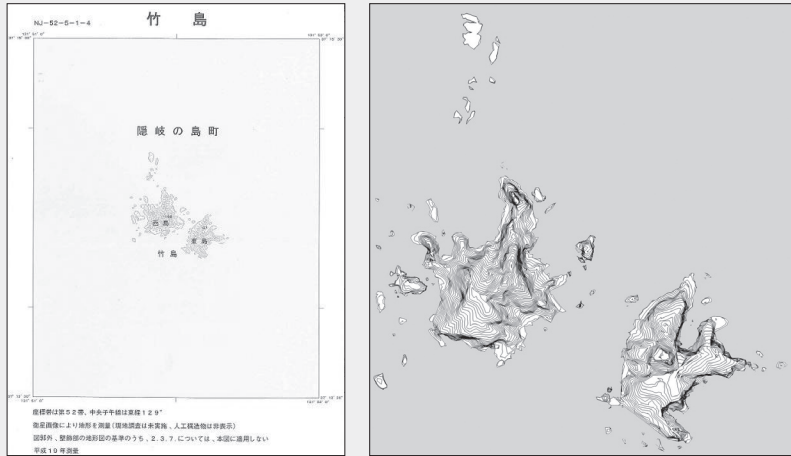 NJ-52-5-1-4
竹 島
隠岐の島町
西島
東島
竹島
座標帯は第52帯、中央子午線は東経129°
衛星画像により地形を測量（現地調査は未実施、人工構造物は非表示）
図郭外、整飾部の地形図の基準のうち、2.3.7.については、本図に適用しない
平成19年測量